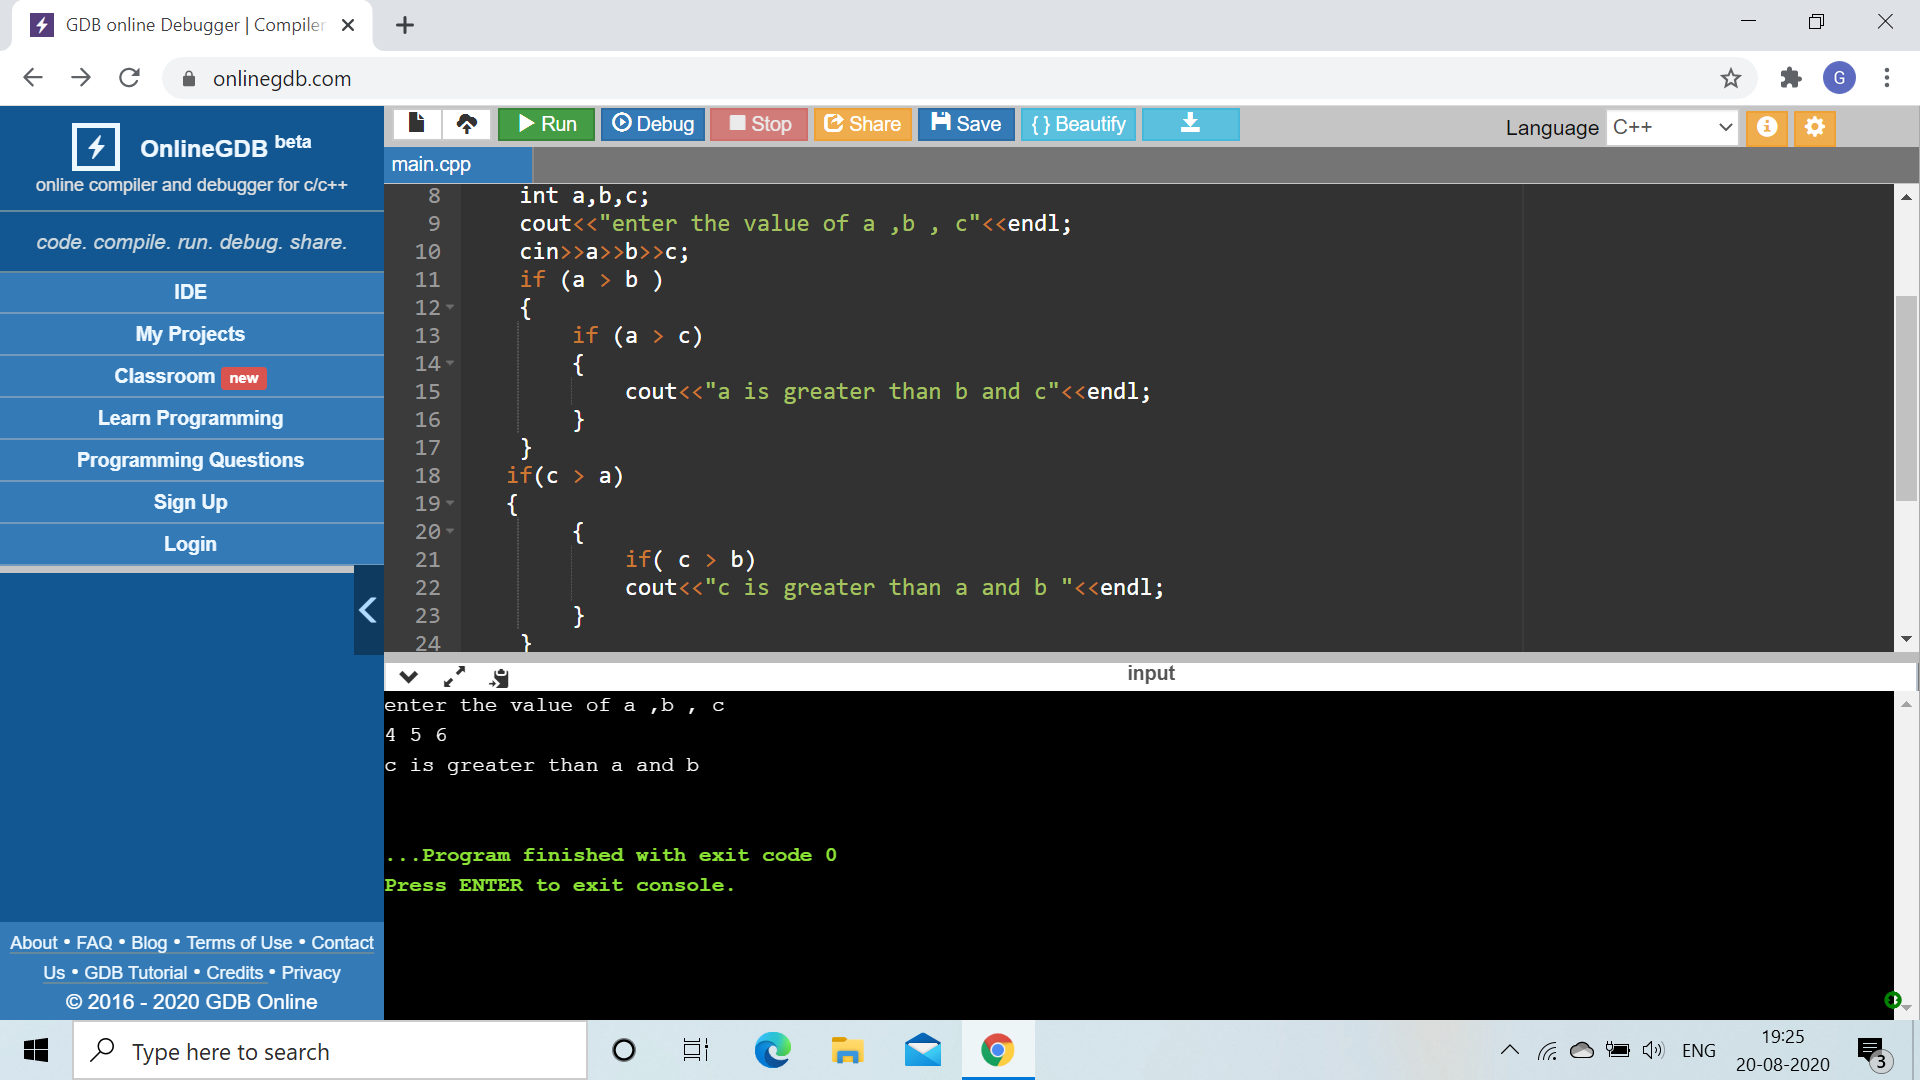 GDB online Debugger | Compiler
onlinegdb.com
G
OnlineGDB beta
online compiler and debugger for c/c++
code. compile. run. debug. share.
IDE
My Projects
Classroom new
Learn Programming
Programming Questions
Sign Up
Login
About • FAQ • Blog • Terms of Use • Contact
Us • GDB Tutorial • Credits • Privacy
© 2016 - 2020 GDB Online
Run Debug Stop Share Save { } Beautify
Language C++
main.cpp
8 int a,b,c;
9 cout<<"enter the value of a ,b , c"<<endl;
10 cin>>a>>b>>c;
11 if (a > b )
12 {
13 if (a > c)
14 {
15 cout<<"a is greater than b and c"<<endl;
16 }
17 }
18 if(c > a)
19 {
20 {
21 if( c > b)
22 cout<<"c is greater than a and b "<<endl;
23 }
24 }
input
enter the value of a ,b , c
4 5 6
c is greater than a and b
...Program finished with exit code 0
Press ENTER to exit console.
Type here to search
ENG
19:25
20-08-2020
3